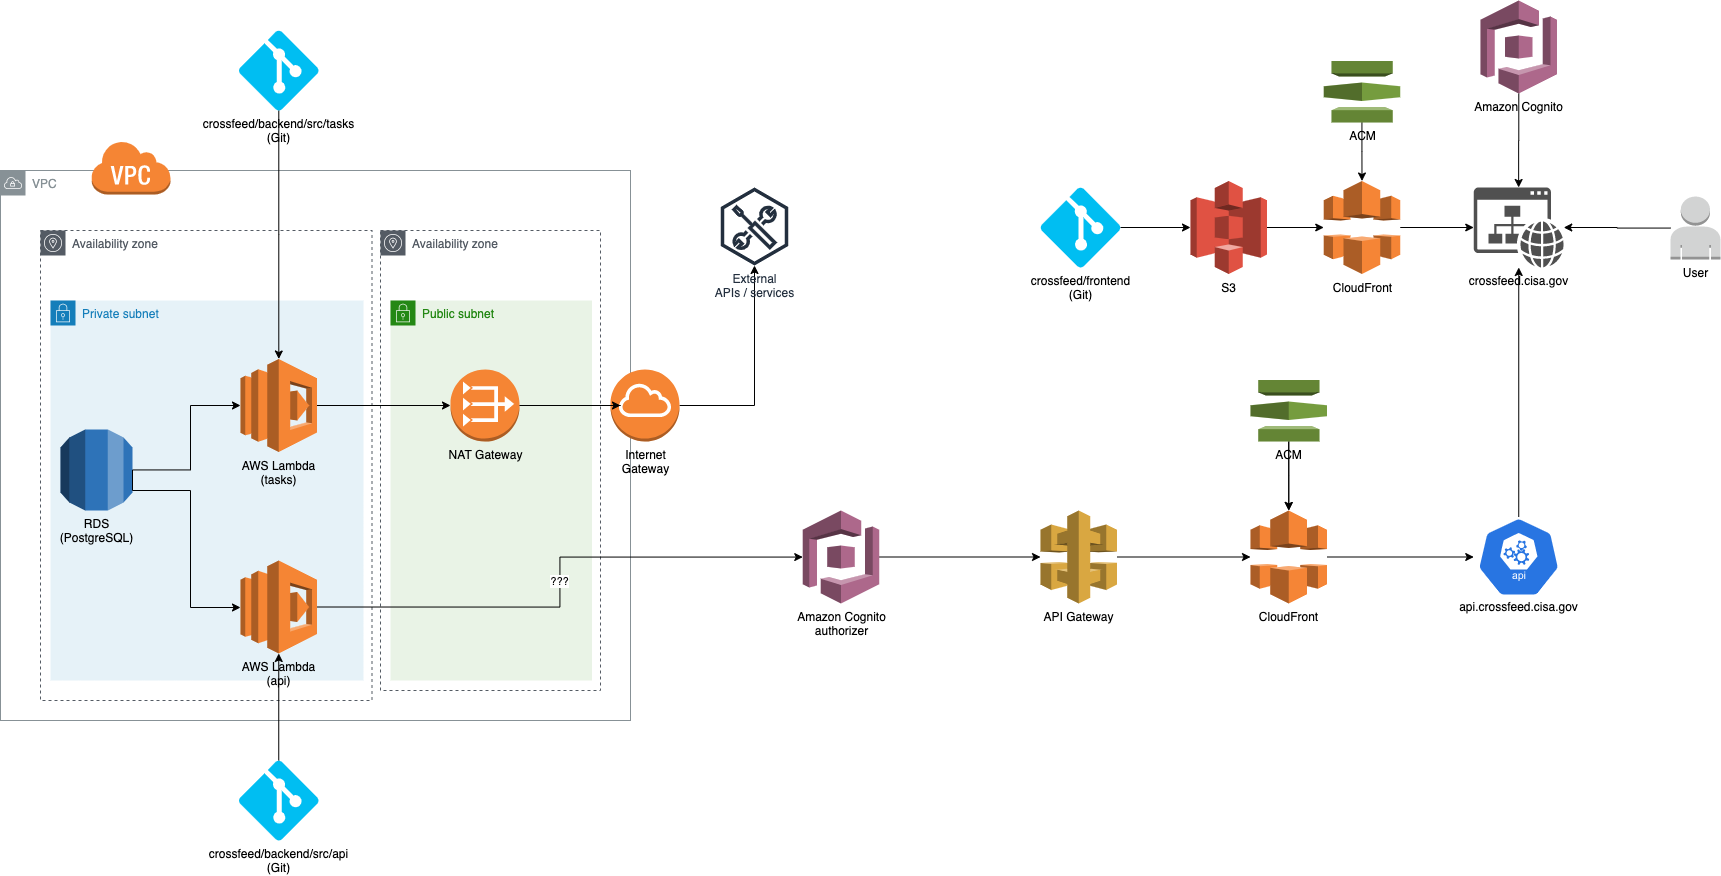 crossfeed/backend/src/tasks
(Git)
VPC
VPC
Availability zone
Availability zone
Private subnet
Public subnet
AWS Lambda
(tasks)
RDS
(PostgreSQL)
AWS Lambda
(api)
NAT Gateway
Internet
Gateway
External
APIs / services
???
crossfeed/backend/src/api
(Git)
Amazon Cognito
authorizer
API Gateway
ACM
CloudFront
api
api.crossfeed.cisa.gov
crossfeed/frontend
(Git)
S3
ACM
CloudFront
Amazon Cognito
crossfeed.cisa.gov
User